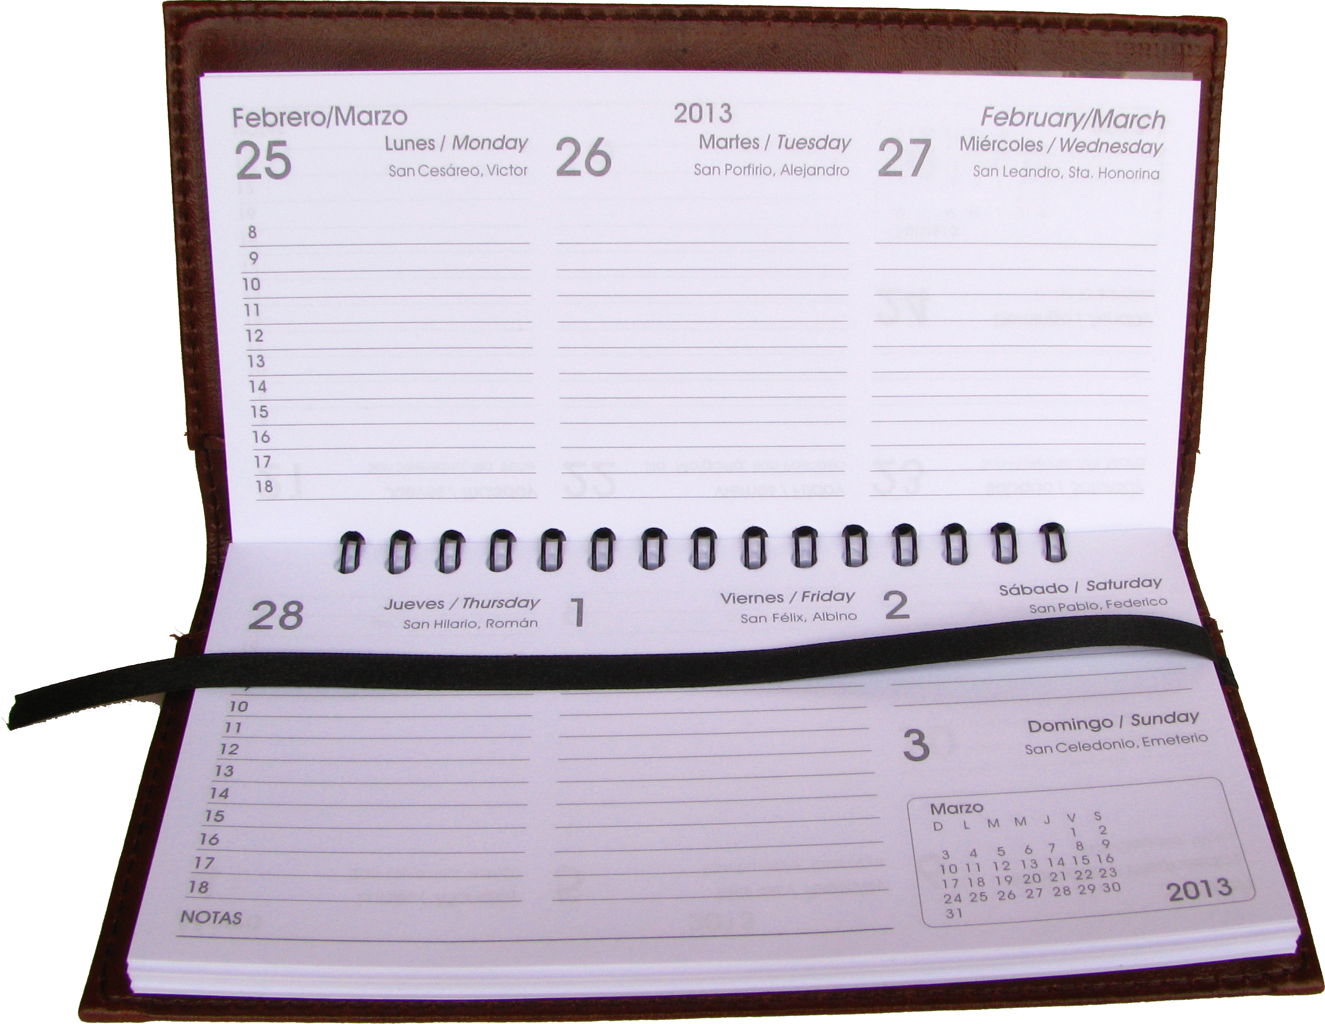 Febrero/Marzo 2013 February/March
25 Lunes / Monday
San Cesáreo, Victor
26 Martes / Tuesday
San Porfirio, Alejandro
27 Miércoles / Wednesday
San Leandro, Sta. Honorina
8
9
10
11
12
13
14
15
16
17
18
28 Jueves / Thursday
San Hilario, Román
1 Viernes / Friday
San Félix, Albino
2 Sábado / Saturday
San Pablo, Federico
10
11
12
13
14
15
16
17
18
NOTAS
3 Domingo / Sunday
San Celedonio, Emeterio
Marzo
D L M M J V S
1 2
3 4 5 6 7 8 9
10 11 12 13 14 15 16
17 18 19 20 21 22 23
24 25 26 27 28 29 30
31
2013